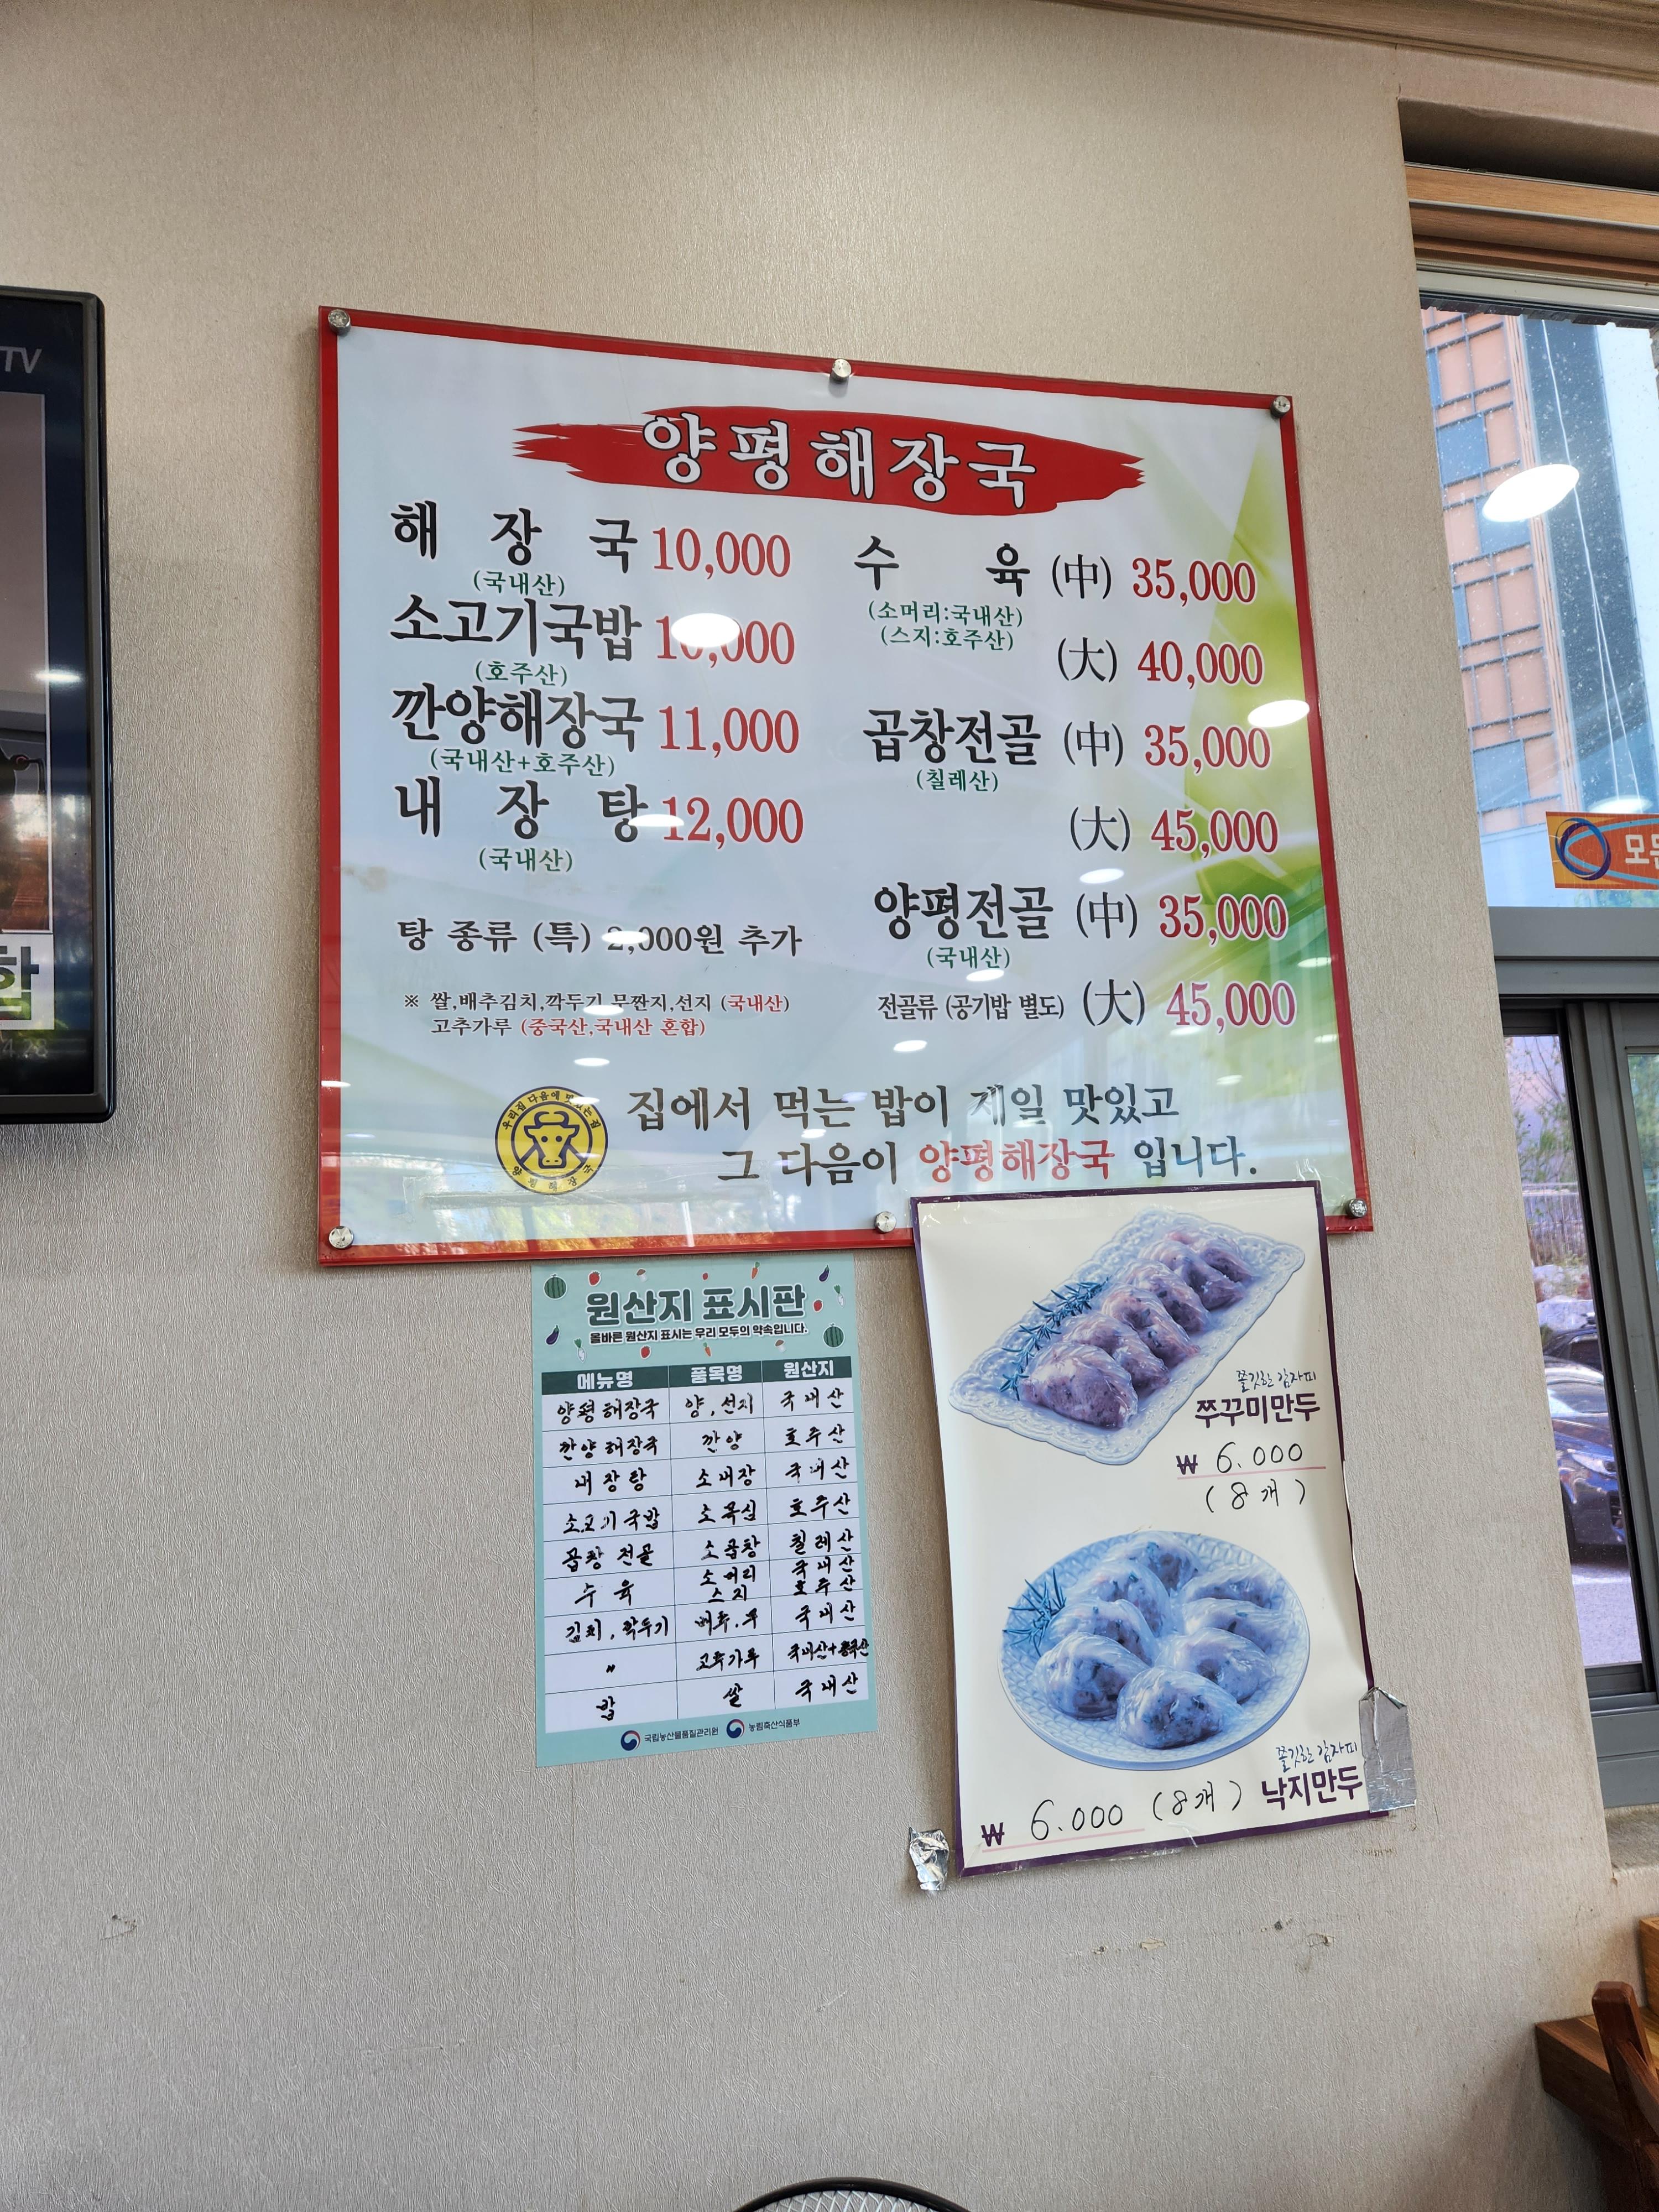 TV
합
양평해장국
해장국 10,000
(국내산)
소고기국밥 10,000
(호주산)
깐양해장국 11,000
(국내산+호주산)
내장탕 12,000
(국내산)
탕 종류 (특) 2,000원 추가
※ 쌀,배추김치,깍두기,무짠지,선지 (국내산)
고추가루 (중국산,국내산 혼합)
수육 (中) 35,000
(소머리:국내산)
(스지:호주산)
(大) 40,000
곱창전골 (中) 35,000
(칠레산)
(大) 45,000
양평전골 (中) 35,000
(국내산)
전골류 (공기밥 별도) (大) 45,000
우리집 다음에 맛있는집
양평해장국
집에서 먹는 밥이 제일 맛있고
그 다음이 양평해장국 입니다.
원산지 표시판
올바른 원산지 표시는 우리 모두의 약속입니다.
메뉴명 품목명 원산지
양평해장국 양,선지 국내산
깐양해장국 깐양 호주산
내장탕 소내장 국내산
소고기국밥 소목심 호주산
곱창 전골 소곱창 칠레산
수육 소머리 국내산
스지 호주산
김치, 깍두기 배추.무 국내산
〃 고추가루 국내산+중국산
밥 쌀 국내산
국립농산물품질관리원 농림축산식품부
쫄깃한 감자피
쭈꾸미만두
₩ 6.000
(8개)
쫄깃한 감자피
낙지만두
₩ 6.000 (8개)